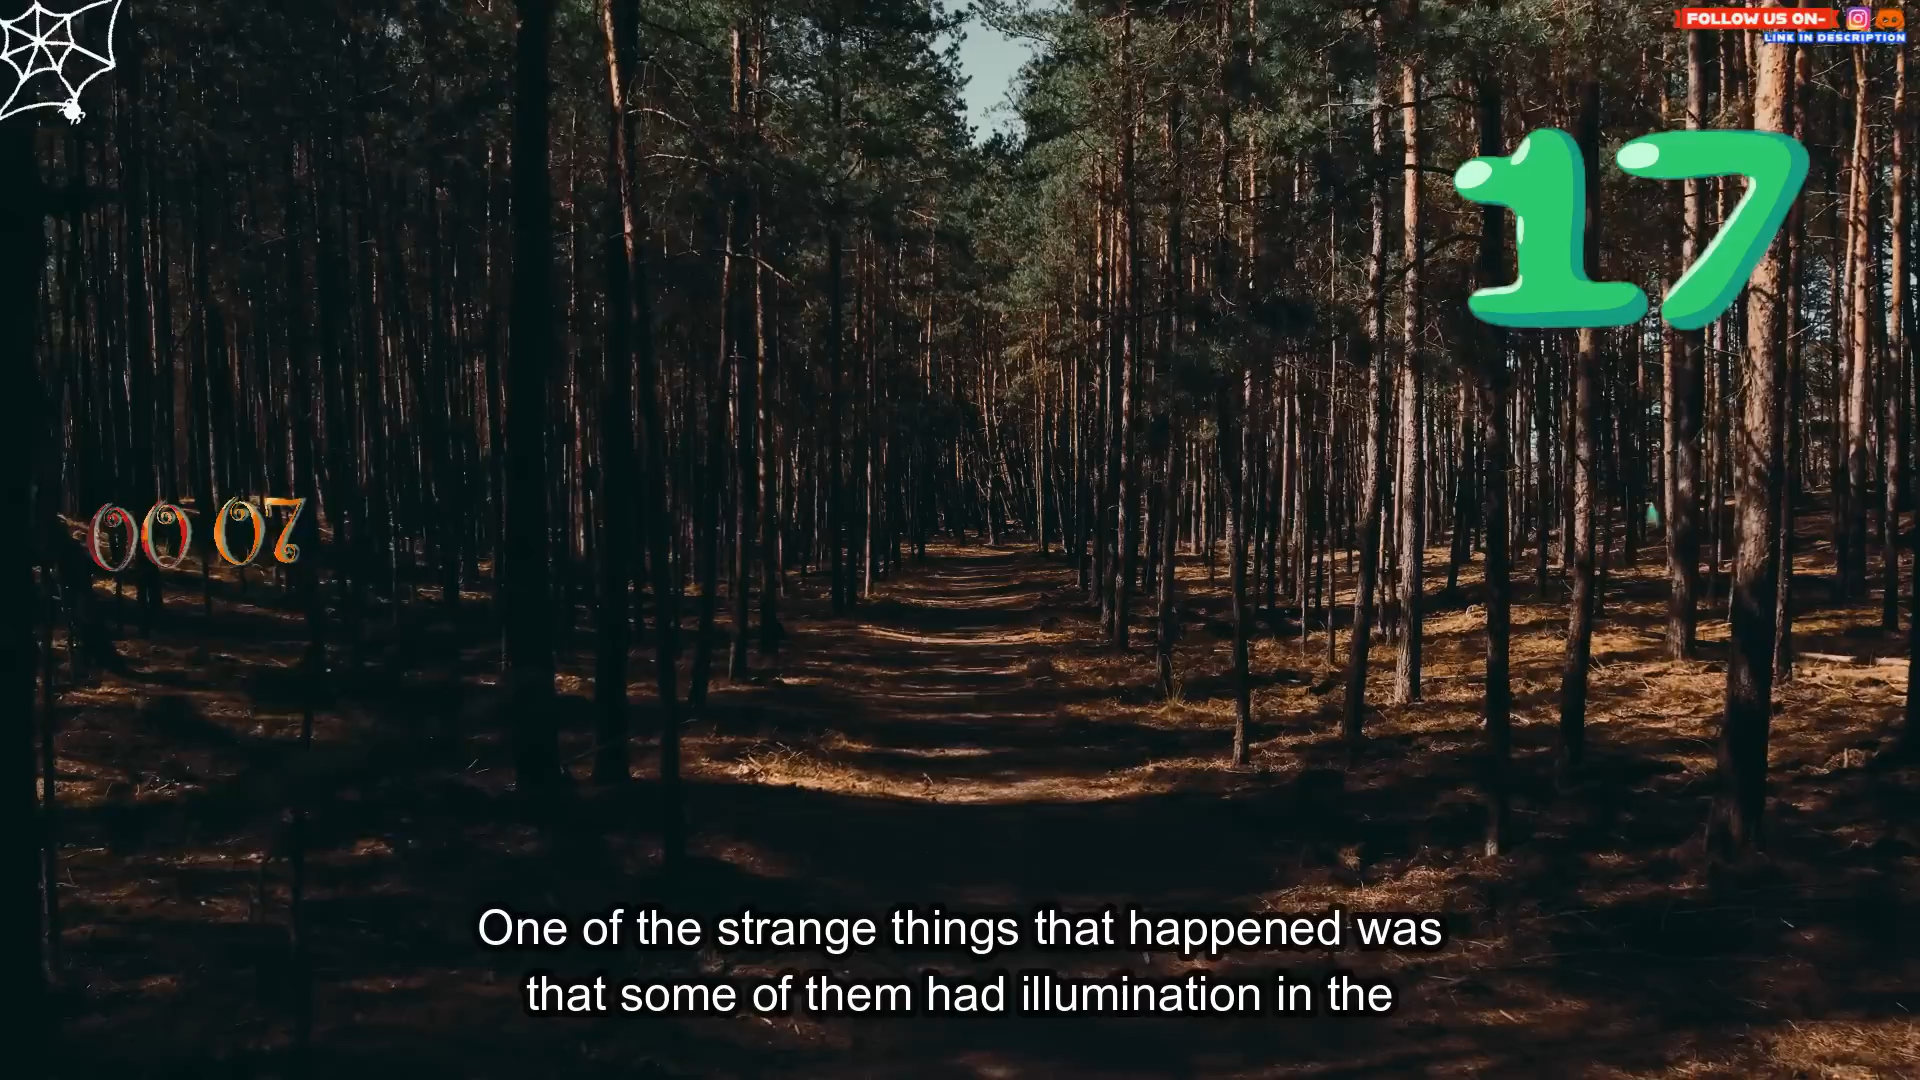 FOLLOW US ON-
LINK IN DESCRIPTION
17
00 07
One of the strange things that happened was
that some of them had illumination in the